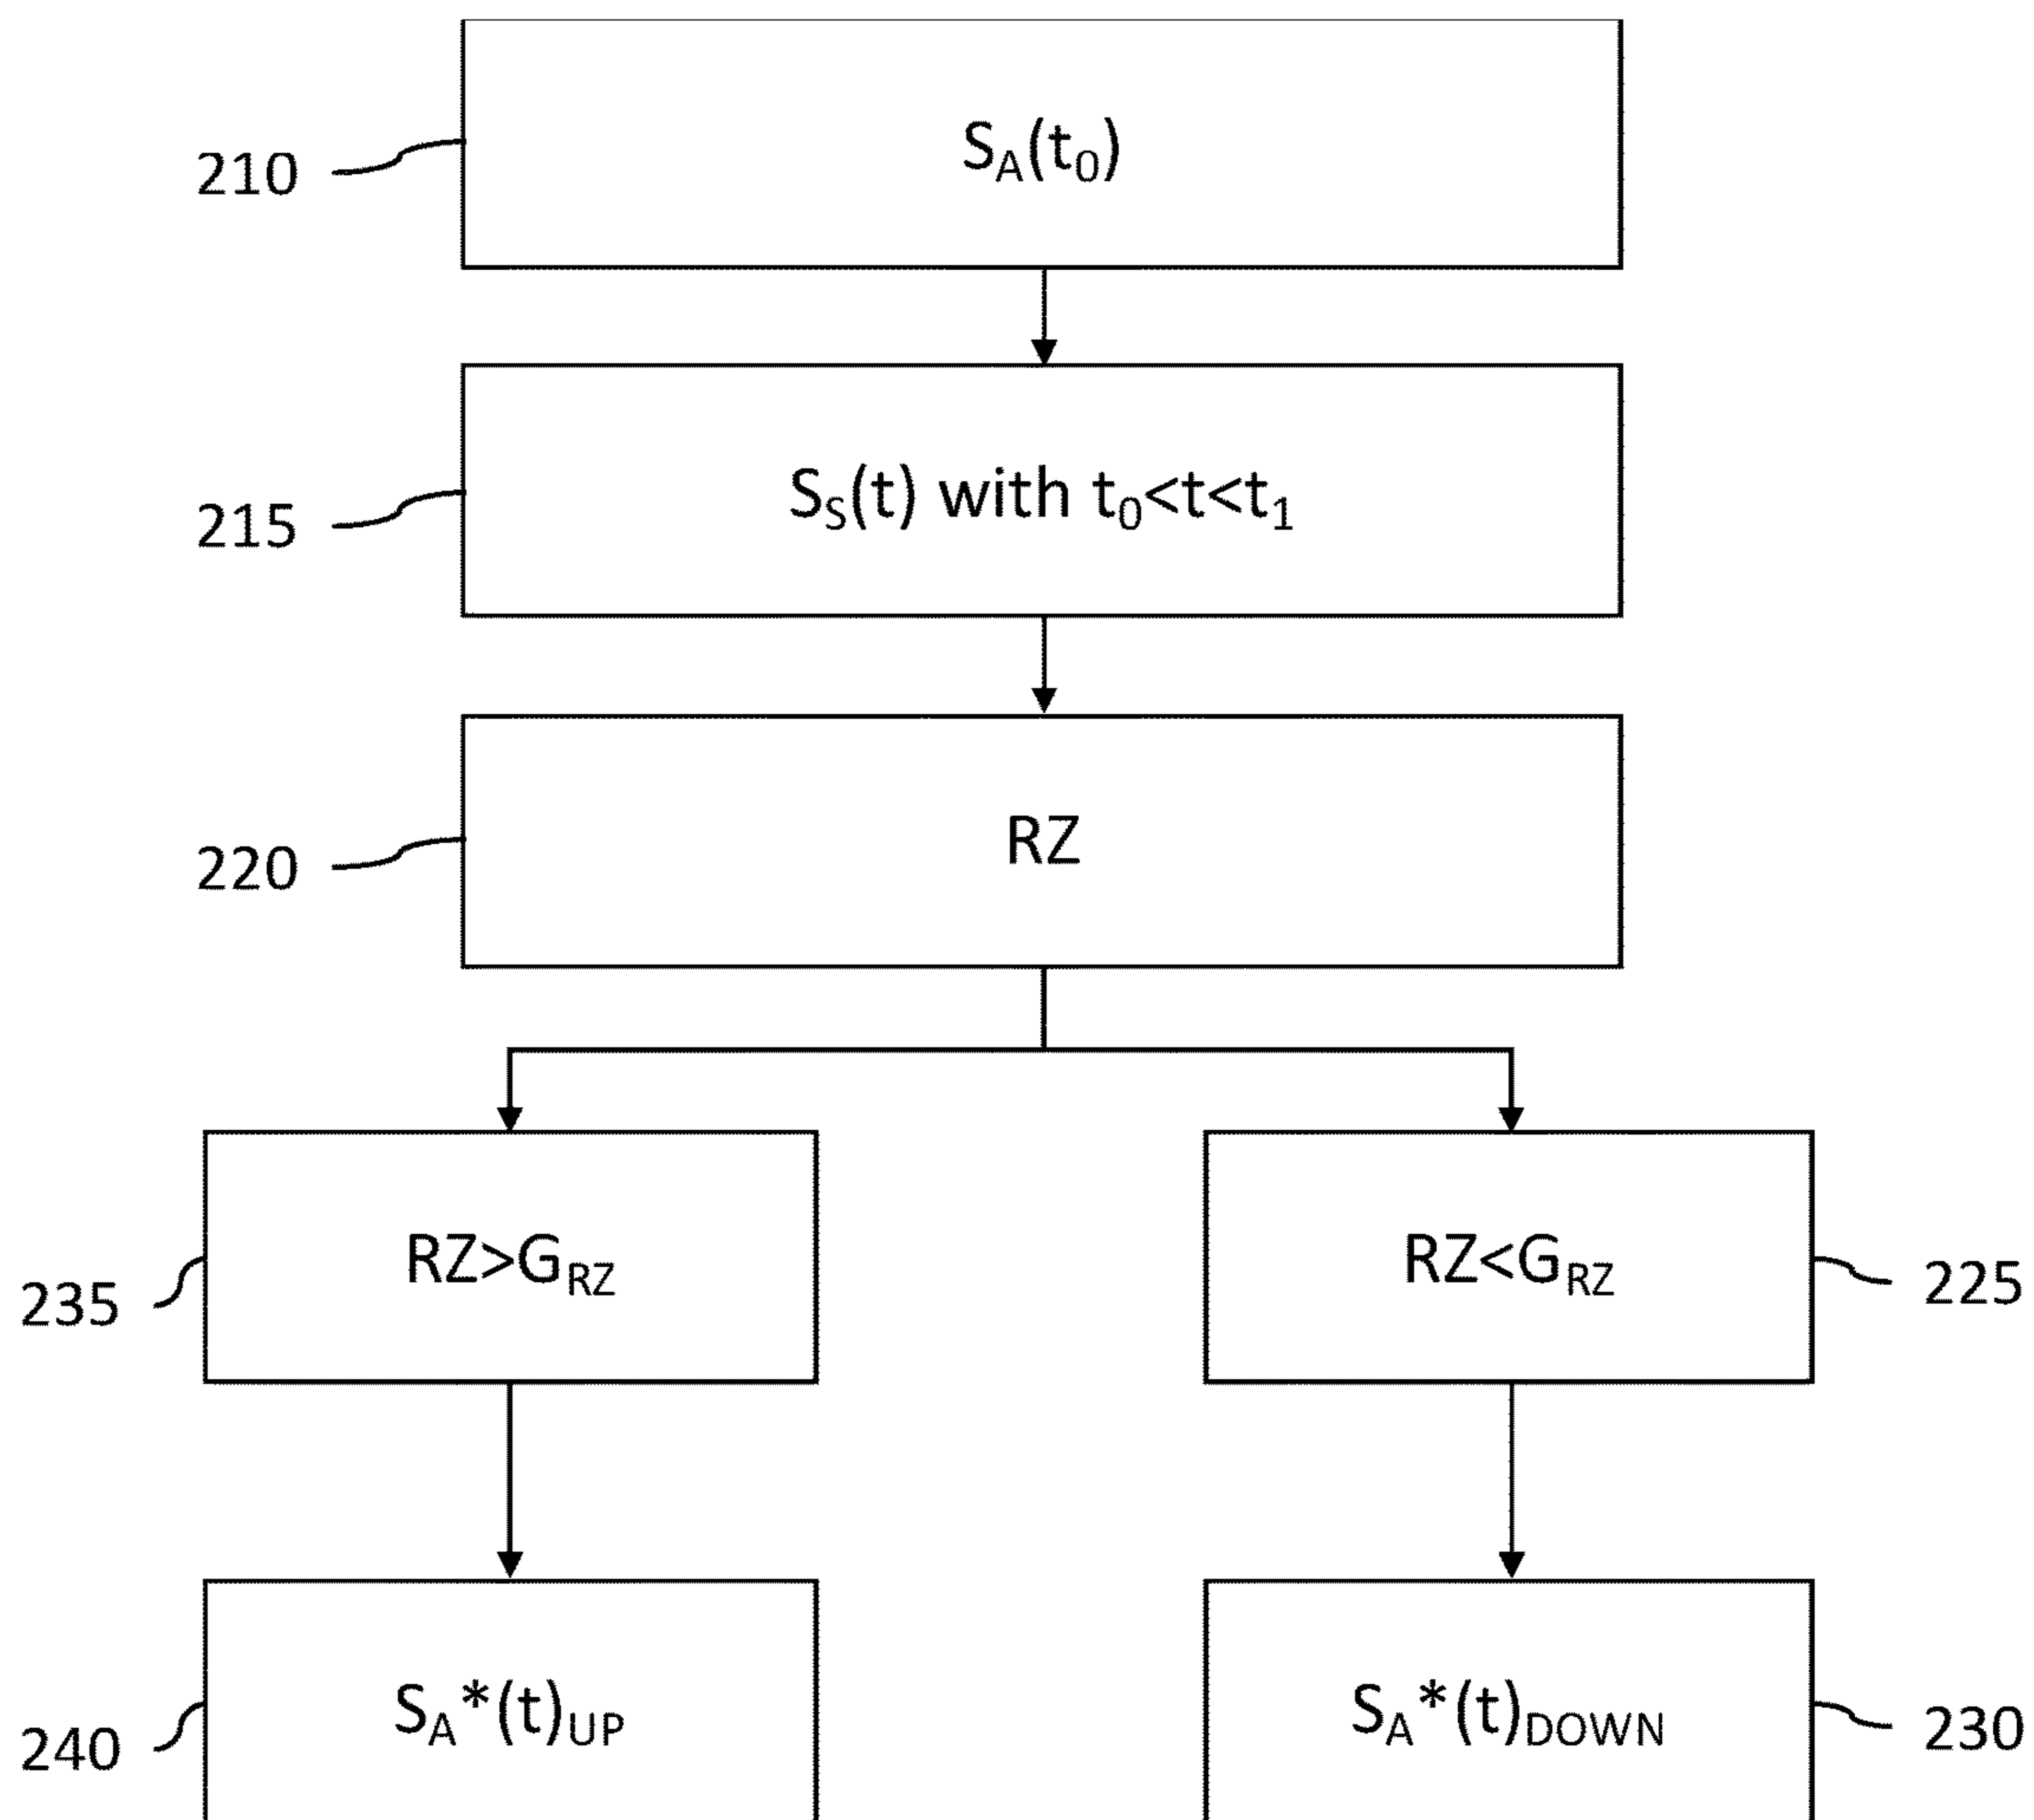 210
S_A(t_0)
215
S_S(t) with t_0<t<t_1
220
RZ
235
RZ>G_RZ
RZ<G_RZ
225
240
S_A*(t)_UP
S_A*(t)_DOWN
230